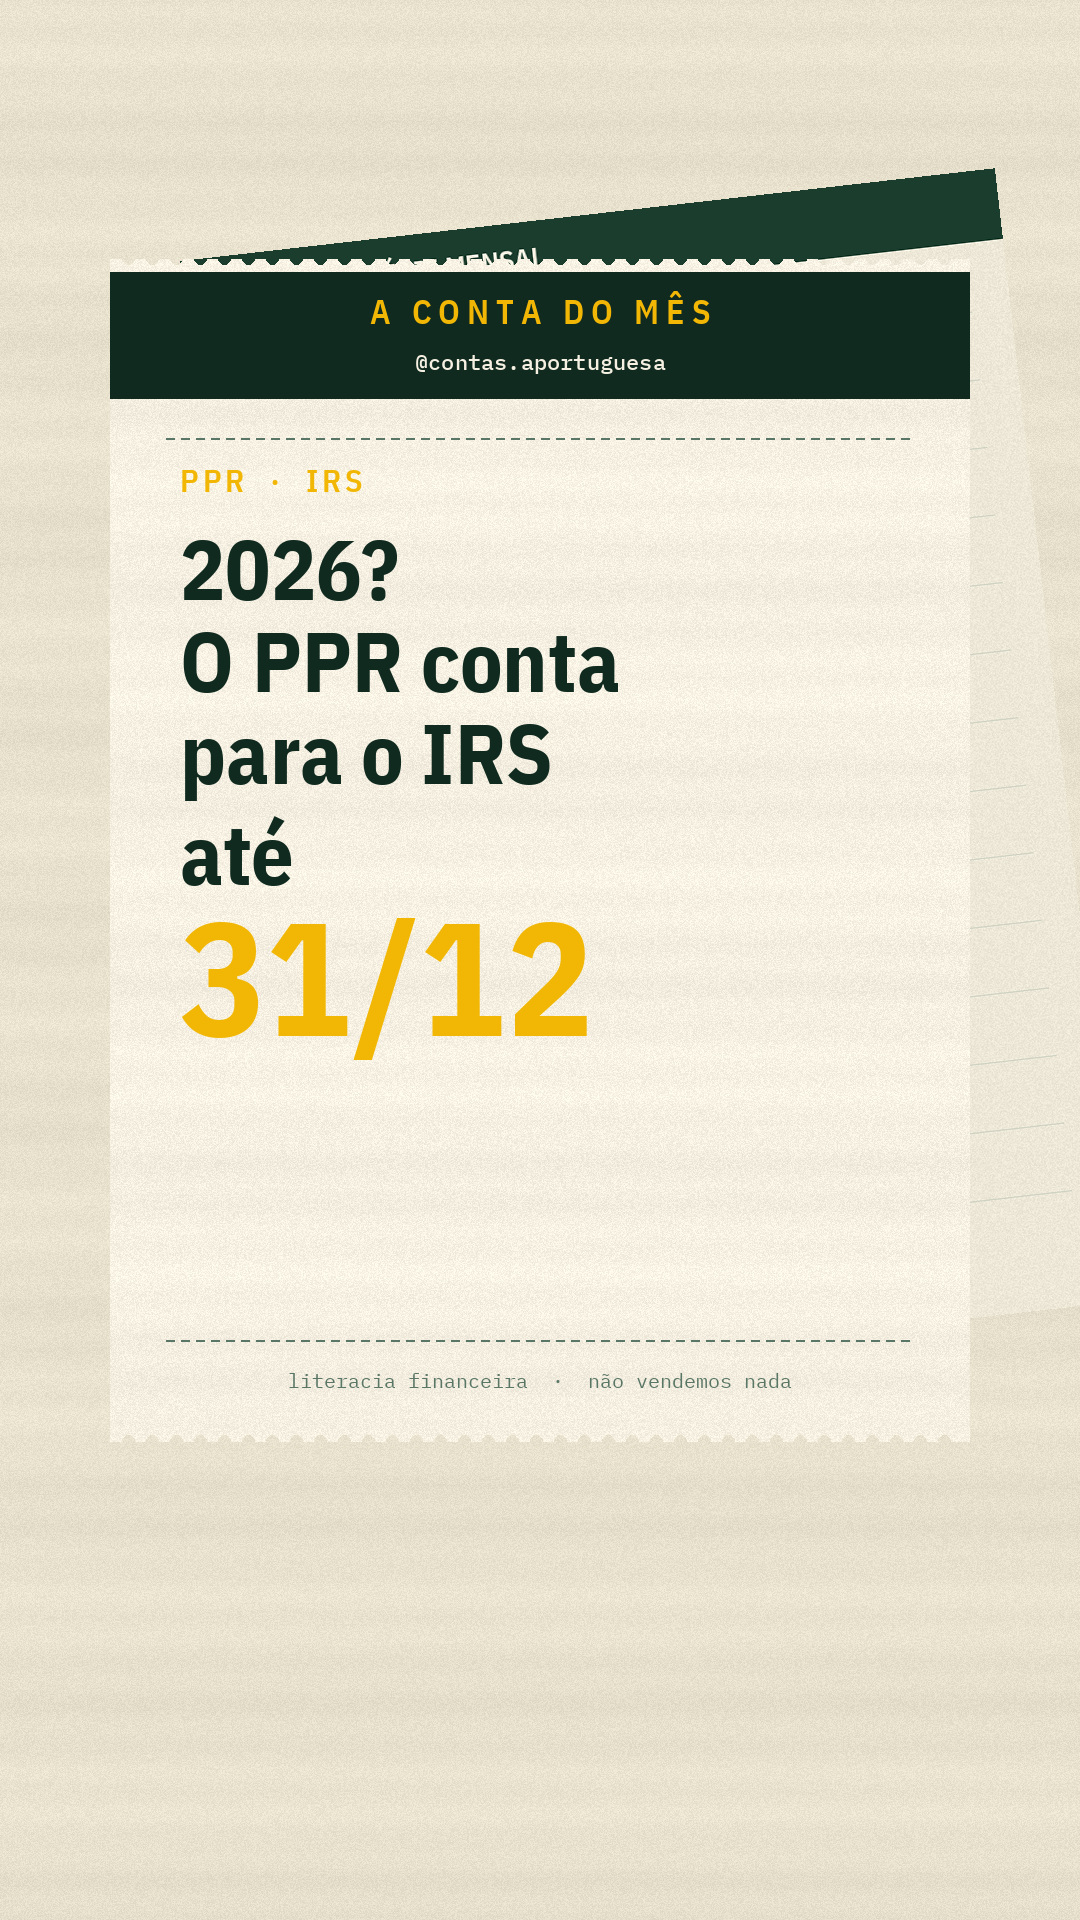 A CONTA DO MÊS
@contas.aportuguesa
PPR · IRS
2026?
O PPR conta
para o IRS
até
31/12
literacia financeira · não vendemos nada